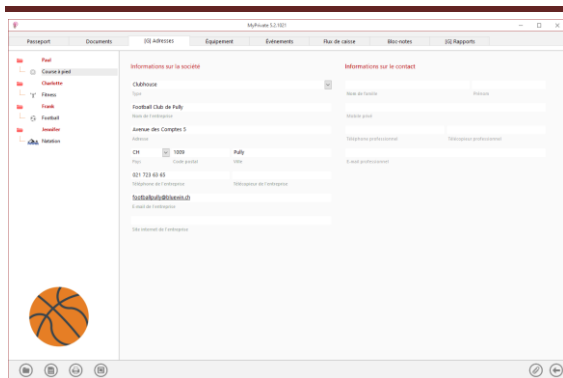 MyPrivate 5.2.1021
Passeport Documents [G] Adresses Équipement Événements Flux de caisse Bloc-notes [G] Rapports
Paul
Course à pied
Charlotte
Fitness
Frank
Football
Jennifer
Natation
Informations sur la société
Clubhouse
Type
Football Club de Pully
Nom de l'entreprise
Avenue des Comptes 5
Adresse
CH 1009 Pully
Pays Code postal Ville
021 723 63 65
Téléphone de l'entreprise Télécopieur de l'entreprise
footballpully@bluewin.ch
E-mail de l'entreprise
Site internet de l'entreprise
Informations sur le contact
Nom de famille Prénom
Téléphone professionnel Télécopieur professionnel
E-mail professionnel